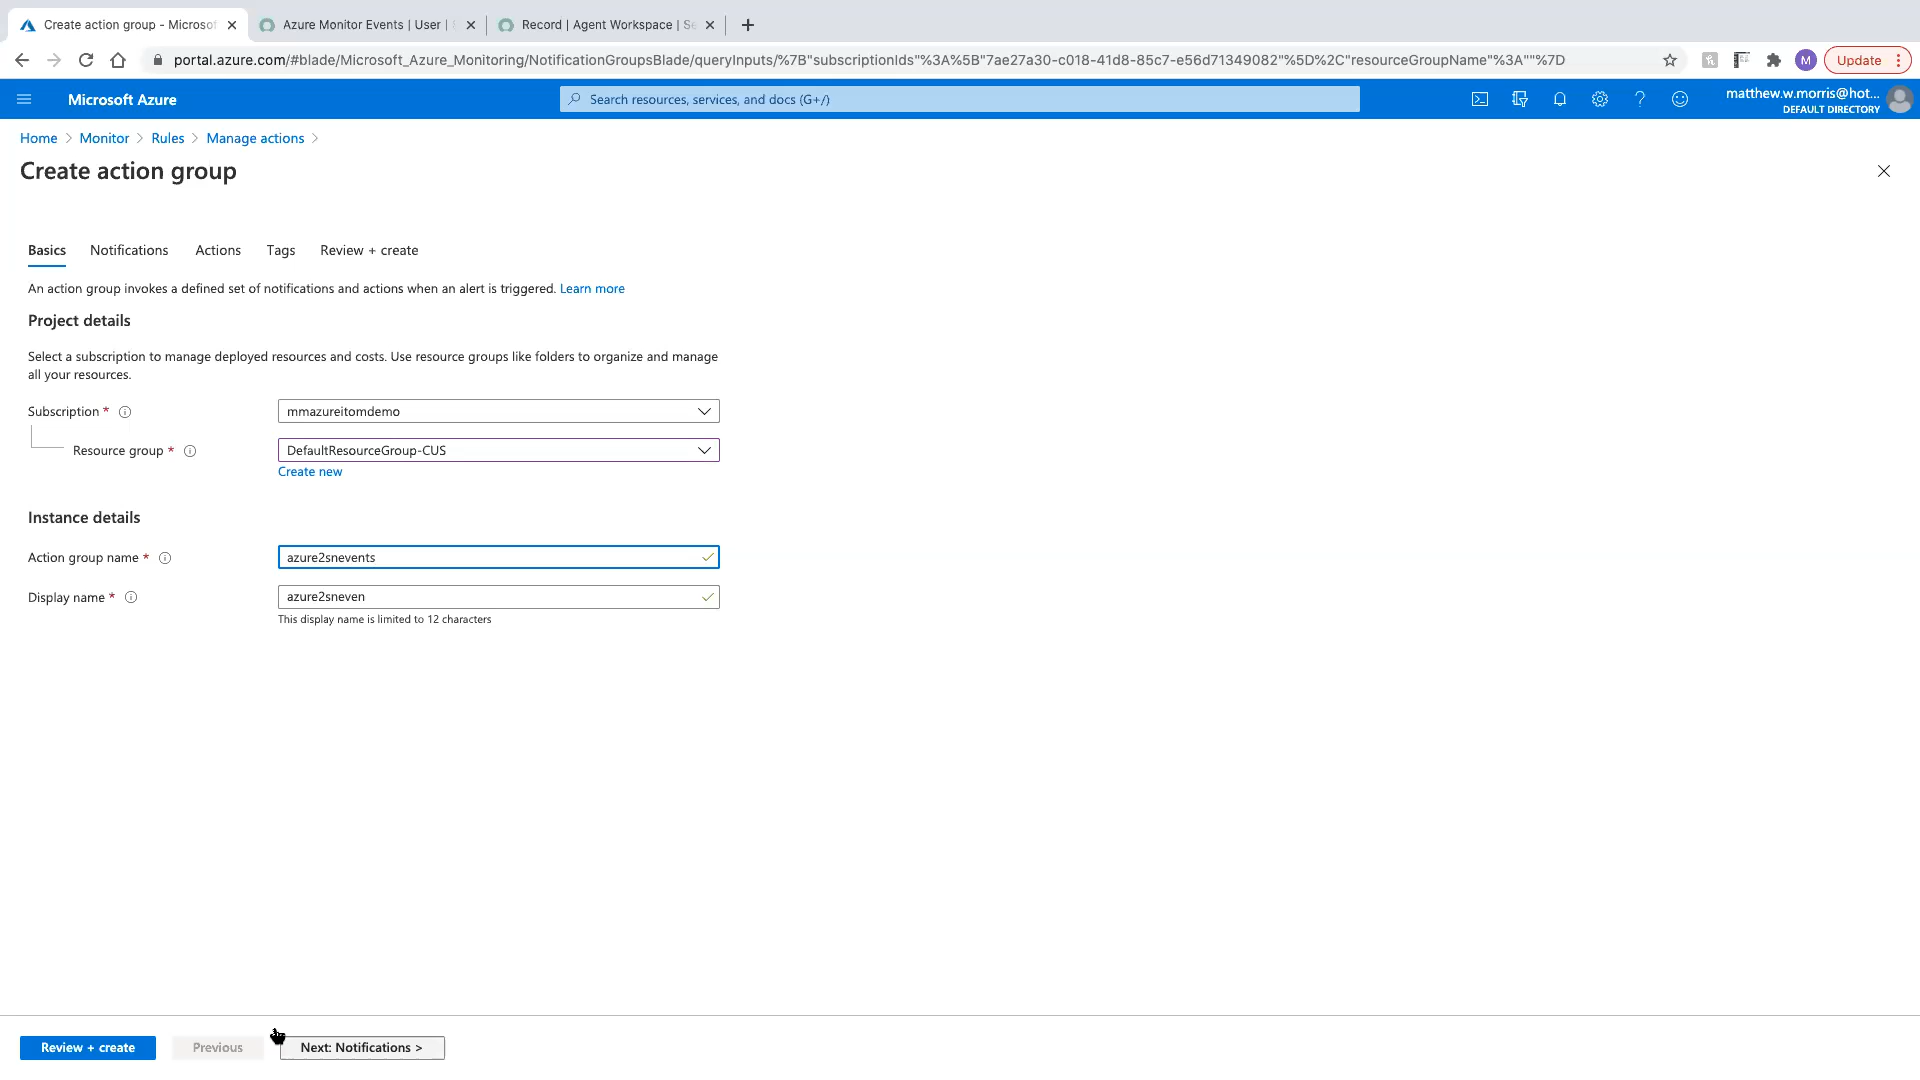 Create action group - Microsof
Azure Monitor Events | User |
Record | Agent Workspace | Se
portal.azure.com/#blade/Microsoft_Azure_Monitoring/NotificationGroupsBlade/queryInputs/%7B"subscriptionIds"%3A%5B"7ae27a30-c018-41d8-85c7-e56d71349082"%5D%2C"resourceGroupName"%3A""%7D
M
Update
Microsoft Azure
Search resources, services, and docs (G+/)
matthew.w.morris@hot...
DEFAULT DIRECTORY
Home > Monitor > Rules > Manage actions >
Create action group
Basics Notifications Actions Tags Review + create
An action group invokes a defined set of notifications and actions when an alert is triggered. Learn more
Project details
Select a subscription to manage deployed resources and costs. Use resource groups like folders to organize and manage
all your resources.
Subscription * mmazureitomdemo
Resource group * DefaultResourceGroup-CUS
Create new
Instance details
Action group name * azure2snevents
Display name * azure2sneven
This display name is limited to 12 characters
Review + create Previous Next: Notifications >